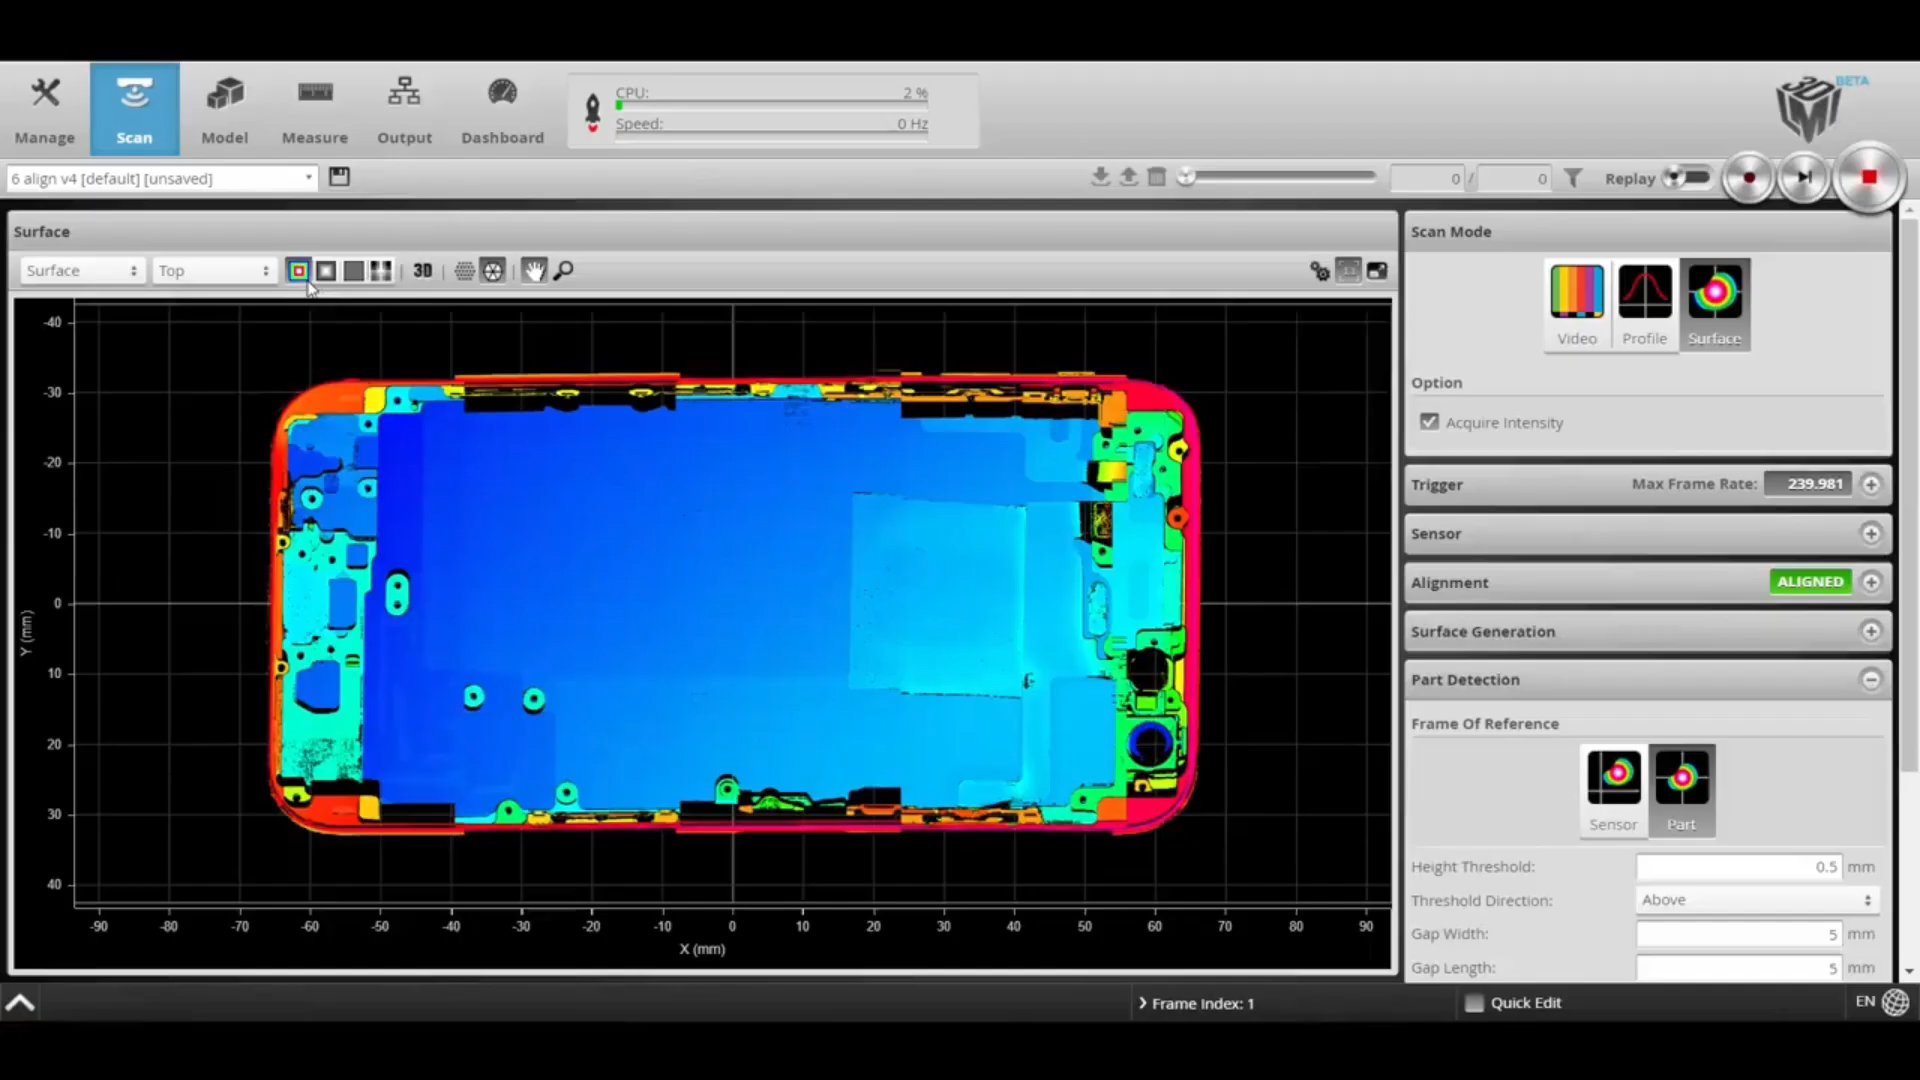 BETA
CPU: 2 %
Speed: 0 Hz
Manage Scan Model Measure Output Dashboard
3D
LMI
6 align v4 [default] [unsaved]
0 / 0 Replay
Surface
Surface Top 3D 1:1
-40
-30
-20
-10
0
10
20
30
40
Y (mm)
-90 -80 -70 -60 -50 -40 -30 -20 -10 0 10 20 30 40 50 60 70 80 90
X (mm)
Scan Mode
Video Profile Surface
Option
Acquire Intensity
Trigger Max Frame Rate: 239.981
Sensor
Alignment ALIGNED
Surface Generation
Part Detection
Frame Of Reference
Sensor Part
Height Threshold: 0.5 mm
Threshold Direction: Above
Gap Width: 5 mm
Gap Length: 5 mm
Frame Index: 1
Quick Edit
EN